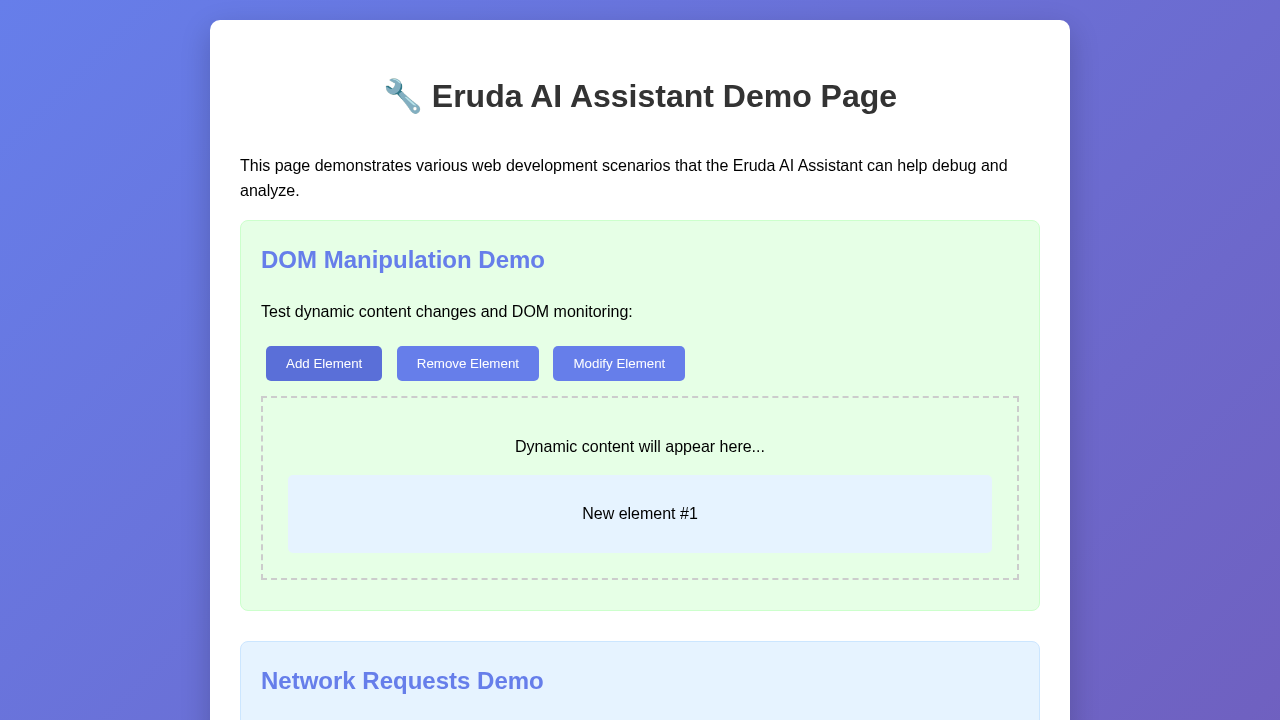 🔧 Eruda AI Assistant Demo Page
This page demonstrates various web development scenarios that the Eruda AI Assistant can help debug and
analyze.
DOM Manipulation Demo
Test dynamic content changes and DOM monitoring:
Add Element Remove Element Modify Element
Dynamic content will appear here...
New element #1
Network Requests Demo